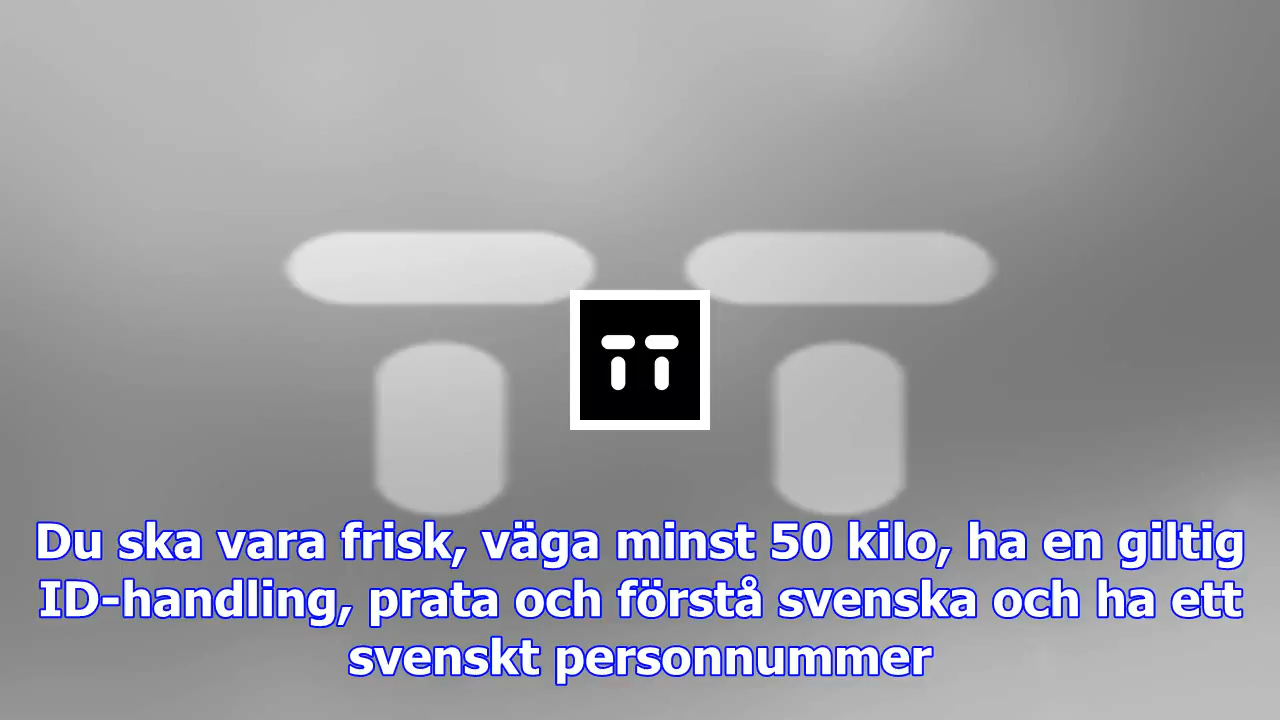 Du ska vara frisk, väga minst 50 kilo, ha en giltig
ID-handling, prata och förstå svenska och ha ett
svenskt personnummer